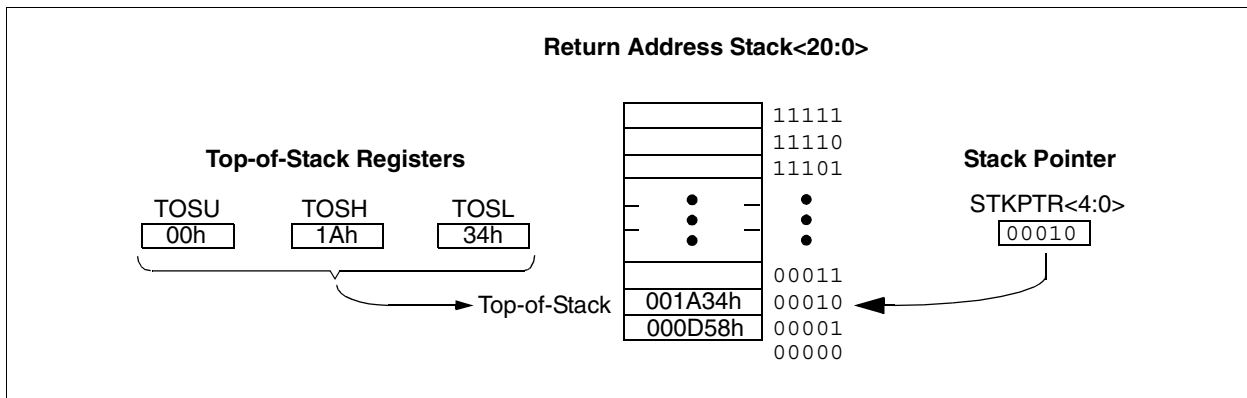 Return Address Stack<20:0>
11111
11110
Top-of-Stack Registers
11101
Stack Pointer
TOSU TOSH TOSL
STKPTR<4:0>
00h 1Ah 34h
00010
00011
Top-of-Stack 001A34h 00010
000D58h 00001
00000